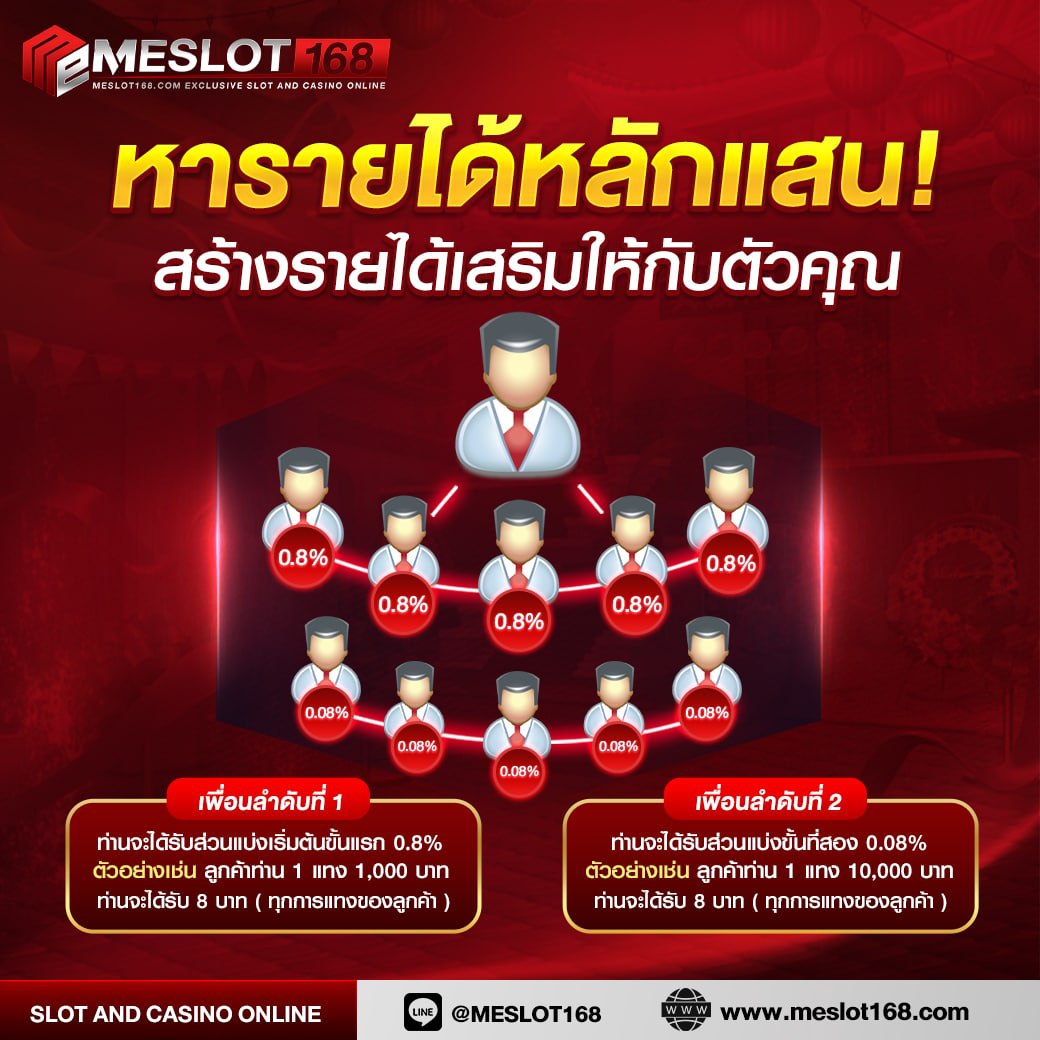 MESLOT 168
MESLOT168.COM EXCLUSIVE SLOT AND CASINO ONLINE
หารายได้หลักแสน!
สร้างรายได้เสริมให้กับตัวคุณ
0.8% 0.8% 0.8% 0.8% 0.8%
0.08% 0.08% 0.08% 0.08% 0.08%
เพื่อนลำดับที่ 1
ท่านจะได้รับส่วนแบ่งเริ่มต้นขั้นแรก 0.8%
ตัวอย่างเช่น ลูกค้าท่าน 1 แทง 1,000 บาท
ท่านจะได้รับ 8 บาท ( ทุกการแทงของลูกค้า )
เพื่อนลำดับที่ 2
ท่านจะได้รับส่วนแบ่งขั้นที่สอง 0.08%
ตัวอย่างเช่น ลูกค้าท่าน 1 แทง 10,000 บาท
ท่านจะได้รับ 8 บาท ( ทุกการแทงของลูกค้า )
SLOT AND CASINO ONLINE
LINE @MESLOT168
WWW www.meslot168.com